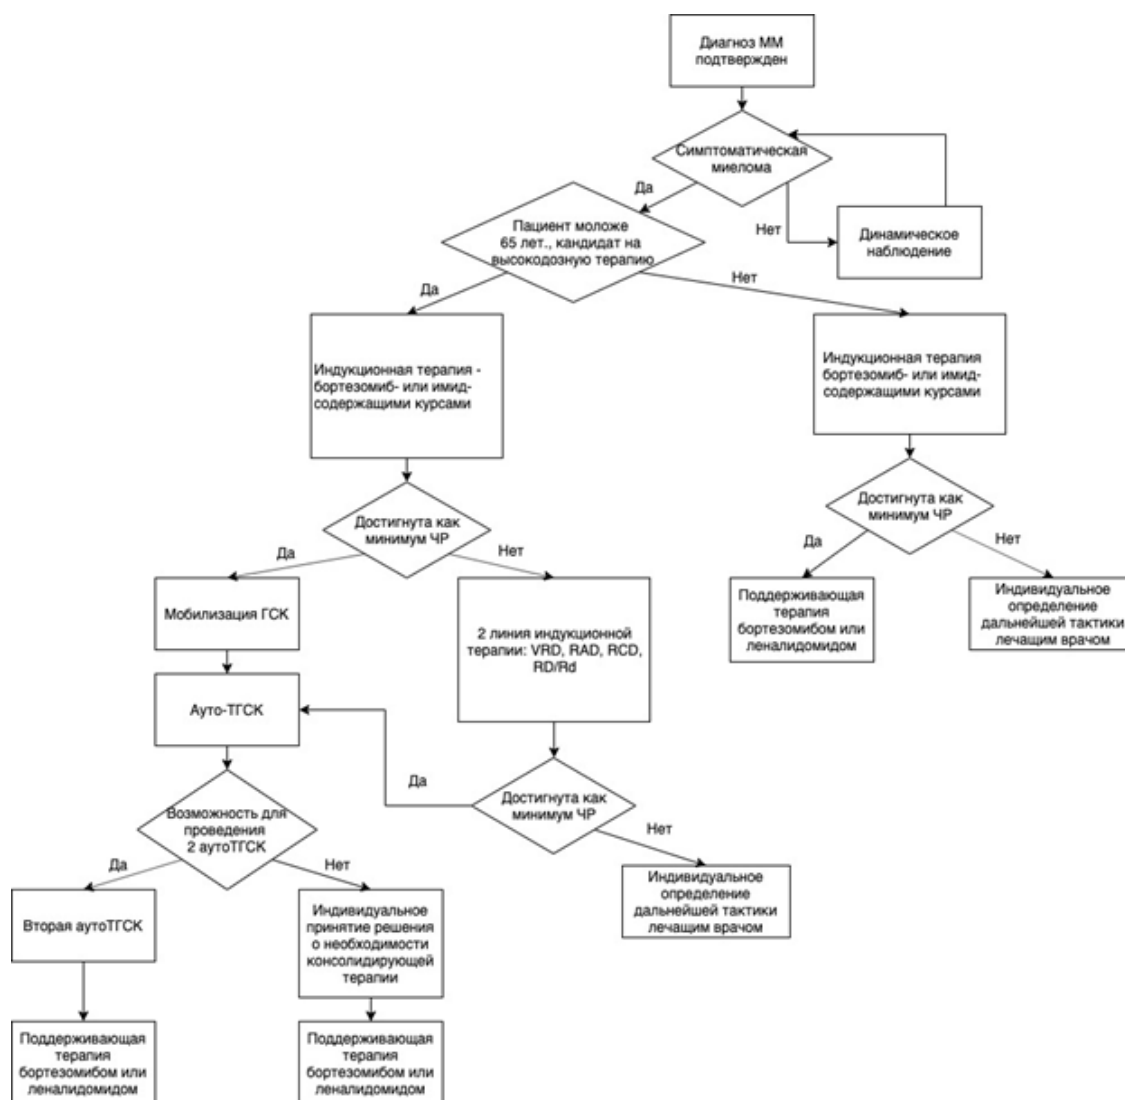 Диагноз ММ
подтвержден
Симптоматическая
миелома
Да
Нет
Динамическое
наблюдение
Пациент моложе
65 лет., кандидат на
высокодозную терапию
Да
Нет
Индукционная терапия -
бортезомиб- или имид-
содержащими курсами
Индукционная терапия
бортезомиб- или имид-
содержащими курсами
Достигнута как
минимум ЧР
Достигнута как
минимум ЧР
Да
Нет
Да
Нет
Мобилизация ГСК
2 линия индукционной
терапии: VRD, RAD, RCD,
RD/Rd
Поддерживающая
терапия
бортезомибом или
леналидомидом
Индивидуальное
определение
дальнейшей тактики
лечащим врачом
Ауто-ТГСК
Да
Достигнута как
минимум ЧР
Нет
Возможность для
проведения
2 аутоТГСК
Да
Нет
Индивидуальное
определение
дальнейшей тактики
лечащим врачом
Вторая аутоТГСК
Индивидуальное
принятие решения
о необходимости
консолидирующей
терапии
Поддерживающая
терапия
бортезомибом или
леналидомидом
Поддерживающая
терапия
бортезомибом или
леналидомидом